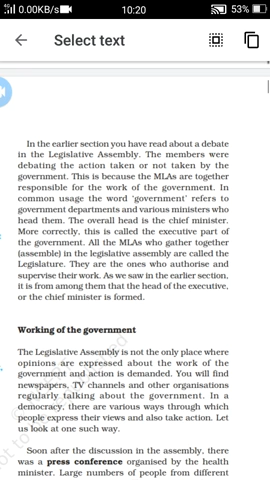 0.00KB/s 10:20 53%
Select text
In the earlier section you have read about a debate
in the Legislative Assembly. The members were
debating the action taken or not taken by the
government. This is because the MLAs are together
responsible for the work of the government. In
common usage the word 'government' refers to
government departments and various ministers who
head them. The overall head is the chief minister.
More correctly, this is called the executive part of
the government. All the MLAs who gather together
(assemble) in the legislative assembly are called the
Legislature. They are the ones who authorise and
supervise their work. As we saw in the earlier section,
it is from among them that the head of the executive,
or the chief minister is formed.
Working of the government
The Legislative Assembly is not the only place where
opinions are expressed about the work of the
government and action is demanded. You will find
newspapers, TV channels and other organisations
regularly talking about the government. In a
democracy, there are various ways through which
people express their views and also take action. Let
us look at one such way.
Soon after the discussion in the assembly, there
was a press conference organised by the health
minister. Large numbers of people from different